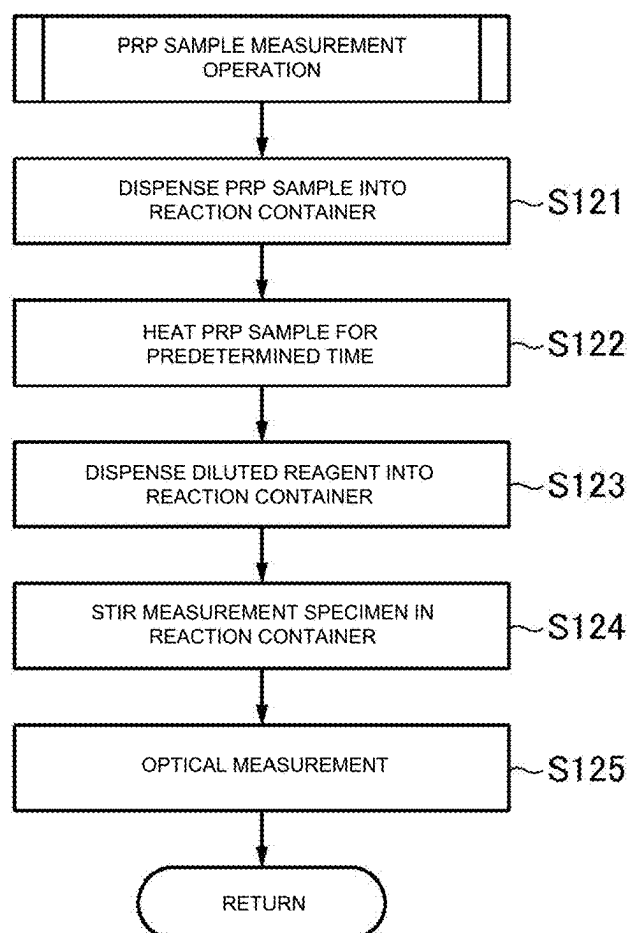 PRP SAMPLE MEASUREMENT
OPERATION
DISPENSE PRP SAMPLE INTO
REACTION CONTAINER
S121
HEAT PRP SAMPLE FOR
PREDETERMINED TIME
S122
DISPENSE DILUTED REAGENT INTO
REACTION CONTAINER
S123
STIR MEASUREMENT SPECIMEN IN
REACTION CONTAINER
S124
OPTICAL MEASUREMENT
S125
RETURN